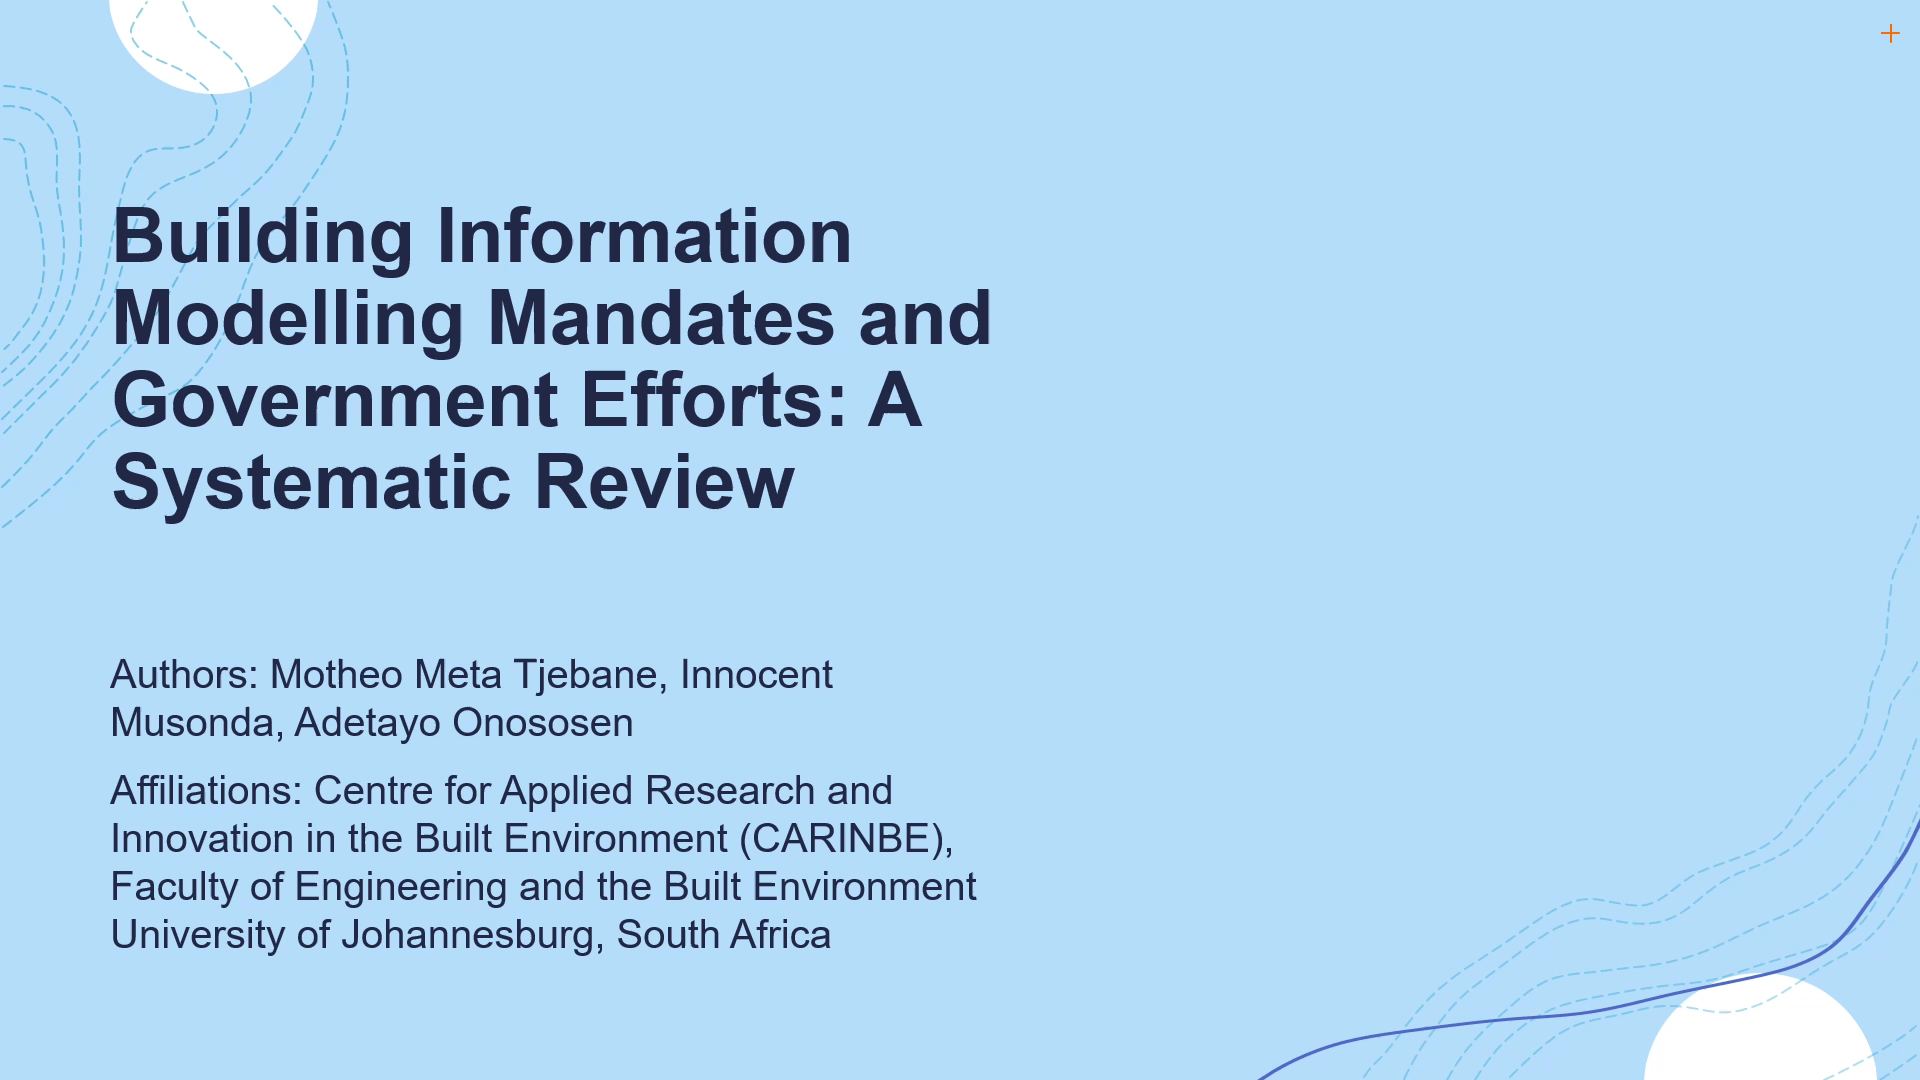 Building Information
Modelling Mandates and
Government Efforts: A
Systematic Review
Authors: Motheo Meta Tjebane, Innocent
Musonda, Adetayo Onososen
Affiliations: Centre for Applied Research and
Innovation in the Built Environment (CARINBE),
Faculty of Engineering and the Built Environment
University of Johannesburg, South Africa